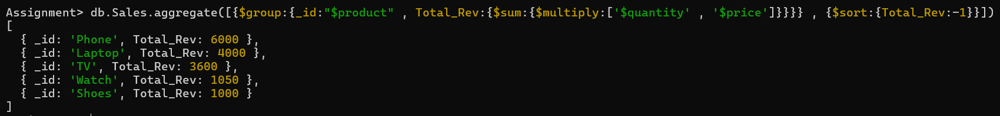 Assignment> db.Sales.aggregate([{$group:{_id:"$product" , Total_Rev:{$sum:{$multiply:['$quantity' , '$price']}}}} , {$sort:{Total_Rev:-1}}])
[
  { _id: 'Phone', Total_Rev: 6000 },
  { _id: 'Laptop', Total_Rev: 4000 },
  { _id: 'TV', Total_Rev: 3600 },
  { _id: 'Watch', Total_Rev: 1050 },
  { _id: 'Shoes', Total_Rev: 1000 }
]